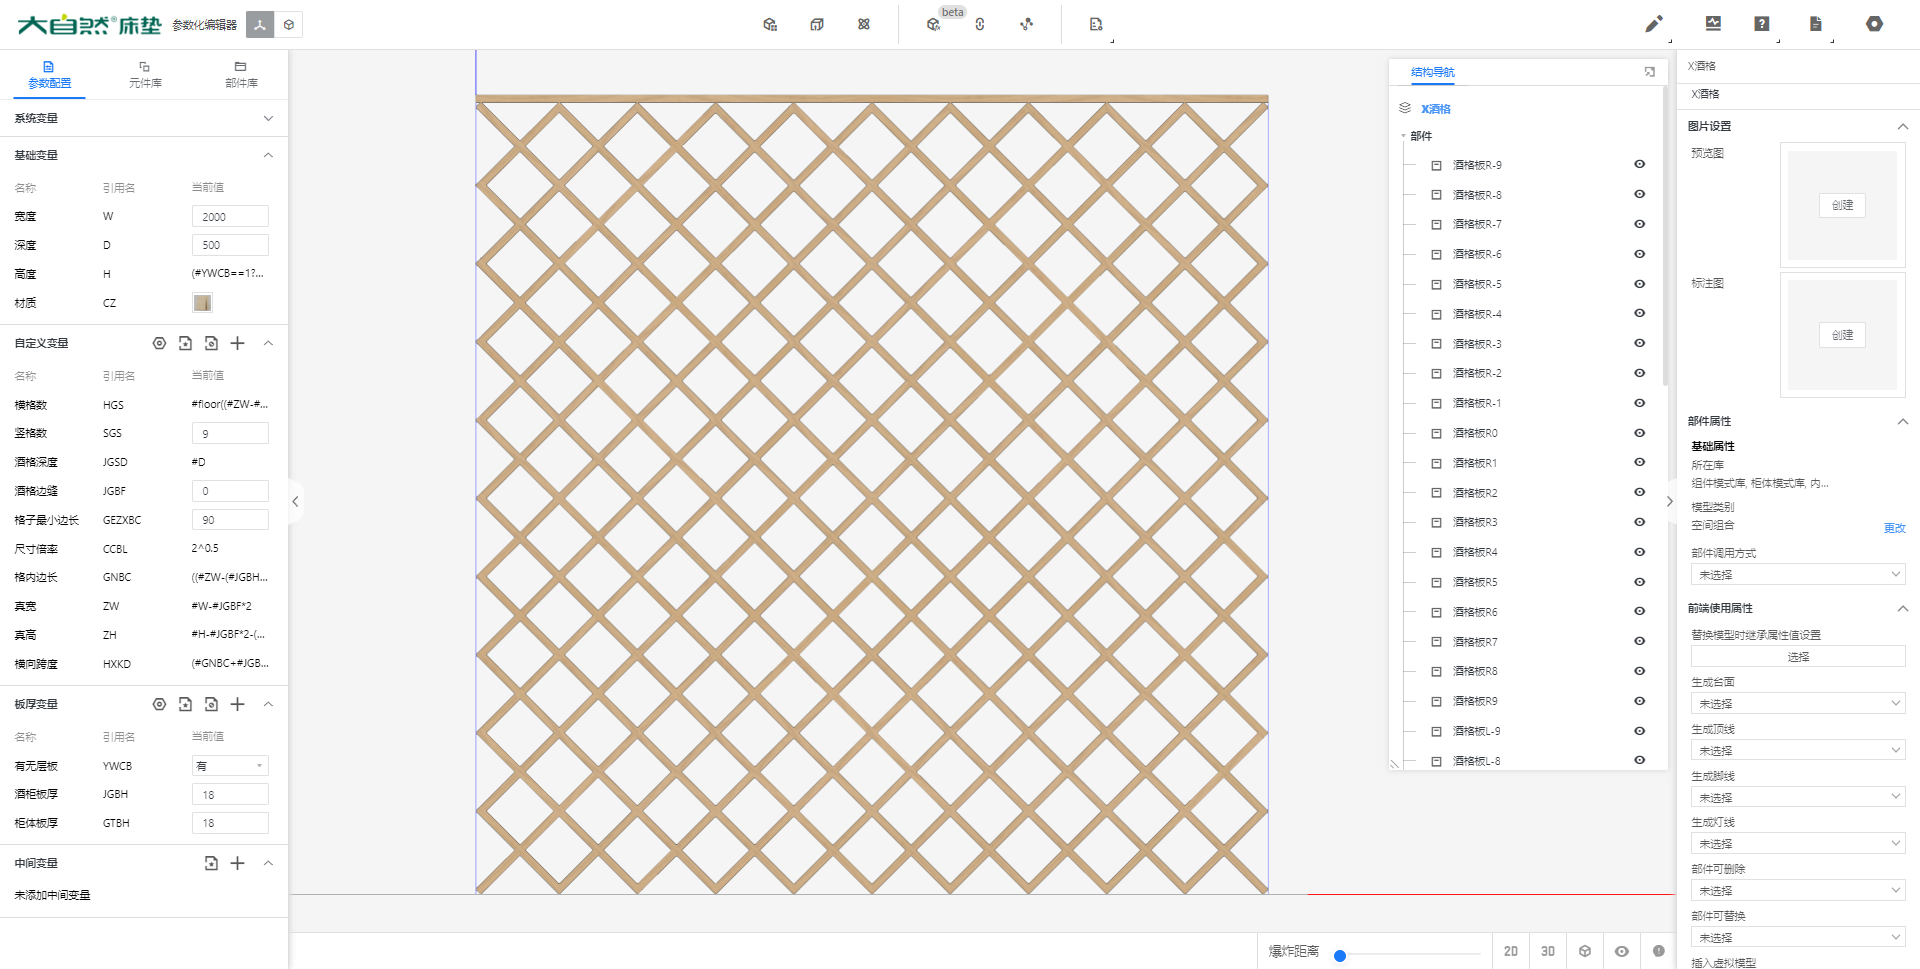 大自然®床垫 参数化编辑器
beta
参数配置 元件库 部件库
系统变量
基础变量
名称 引用名 当前值
宽度 W 2000
深度 D 500
高度 H (#YWCB==1?...
材质 CZ
自定义变量
名称 引用名 当前值
横格数 HGS #floor((#ZW-#...
竖格数 SGS 9
酒格深度 JGSD #D
酒格边缝 JGBF 0
格子最小边长 GEZXBC 90
尺寸倍率 CCBL 2^0.5
格内边长 GNBC ((#ZW-(#JGBH...
真宽 ZW #W-#JGBF*2
真高 ZH #H-#JGBF*2-(...
横向跨度 HXKD (#GNBC+#JGB...
板厚变量
名称 引用名 当前值
有无层板 YWCB 有
酒柜板厚 JGBH 18
柜体板厚 GTBH 18
中间变量
未添加中间变量
结构导航
X酒格
部件
酒格板R-9
酒格板R-8
酒格板R-7
酒格板R-6
酒格板R-5
酒格板R-4
酒格板R-3
酒格板R-2
酒格板R-1
酒格板R0
酒格板R1
酒格板R2
酒格板R3
酒格板R4
酒格板R5
酒格板R6
酒格板R7
酒格板R8
酒格板R9
酒格板L-9
酒格板L-8
爆炸距离 2D 3D
X酒格
X酒格
图片设置
预览图
创建
标注图
创建
部件属性
基础属性
所在库
组件模式库, 柜体模式库, 内...
模型类别
空间组合 更改
部件调用方式
未选择
前端使用属性
替换模型时继承属性值设置
选择
生成台面
未选择
生成顶线
未选择
生成脚线
未选择
生成灯线
未选择
部件可删除
未选择
部件可替换
未选择
插入虚拟模型